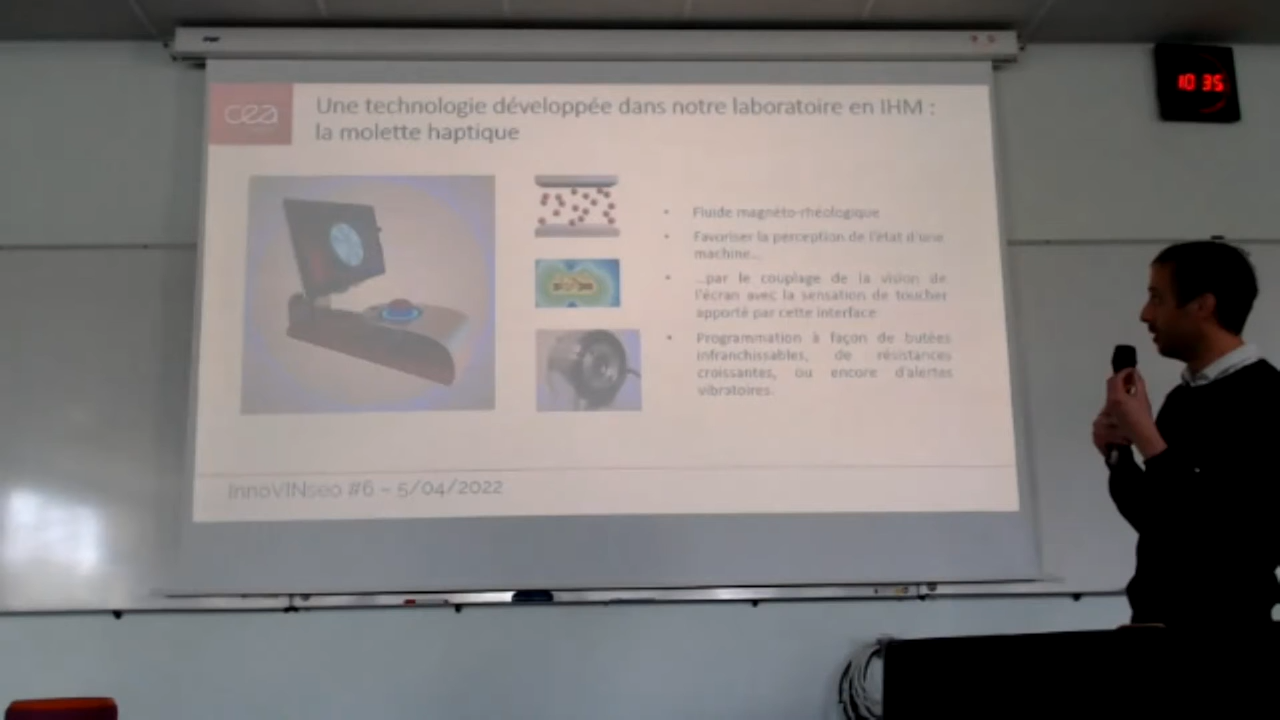 10 35
cea
Une technologie développée dans notre laboratoire en IHM :
la molette haptique
• Fluide magnéto-rhéologique
• Favoriser la perception de l'état d'une
machine...
• ...par le couplage de la vision de
l'écran avec la sensation de toucher
apporté par cette interface
• Programmation à façon de butées
infranchissables, de résistances
croissantes, ou encore d'alertes
vibratoires.
InnoVINseo #6 – 5/04/2022